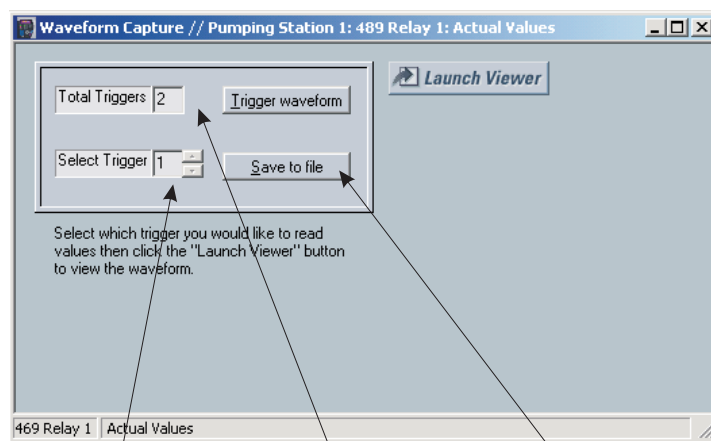 Waveform Capture // Pumping Station 1: 489 Relay 1: Actual Values
Total Triggers 2
Trigger waveform
Launch Viewer
Select Trigger 1
Save to file
Select which trigger you would like to read
values then click the "Launch Viewer" button
to view the waveform.
469 Relay 1 Actual Values